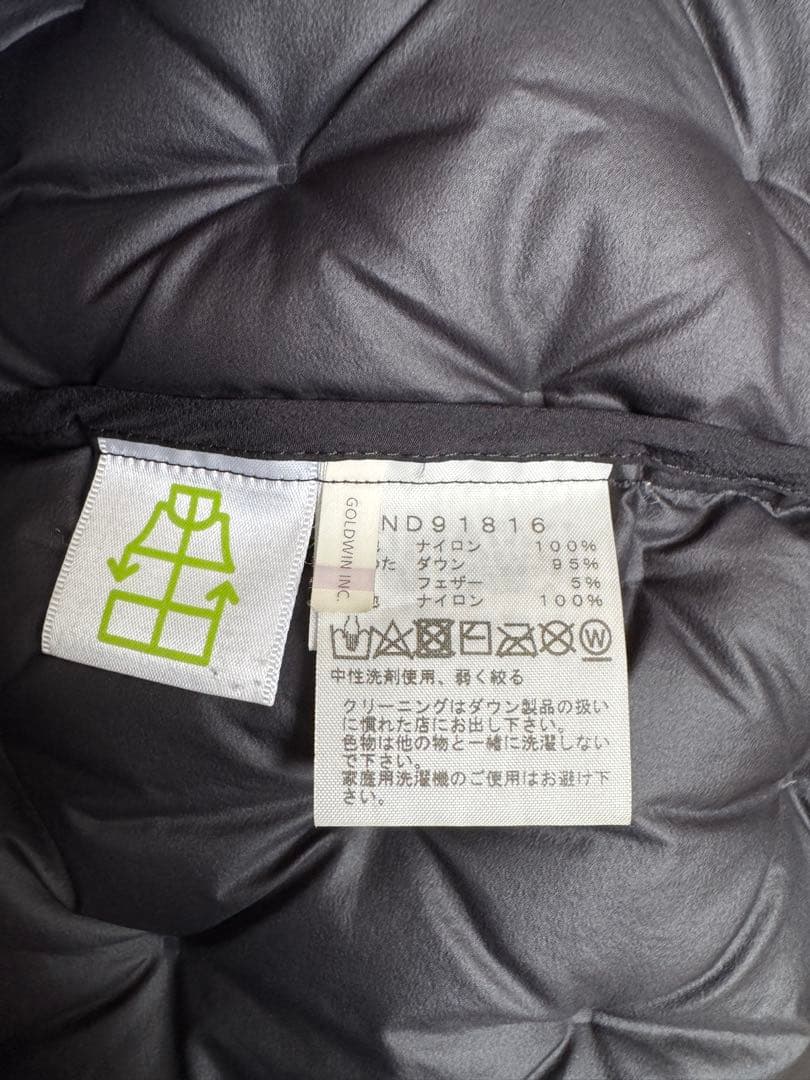 GOLDWIN INC.
ND91816
ナイロン 100%
た ダウン 95%
フェザー 5%
ナイロン 100%
W
中性洗剤使用、弱く絞る
クリーニングはダウン製品の扱い
に慣れた店にお出し下さい。
色物は他の物と一緒に洗濯しない
で下さい。
家庭用洗濯機のご使用はお避け下
さい。